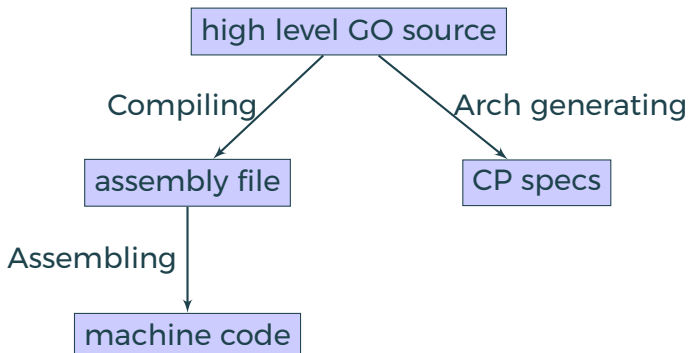 high level GO source
Compiling
Arch generating
assembly file
CP specs
Assembling
machine code